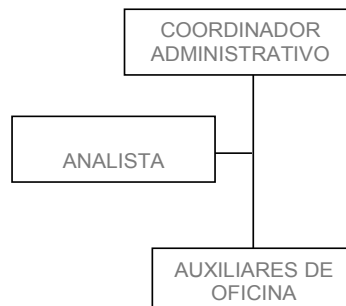 COORDINADOR
ADMINISTRATIVO
ANALISTA
AUXILIARES DE
OFICINA